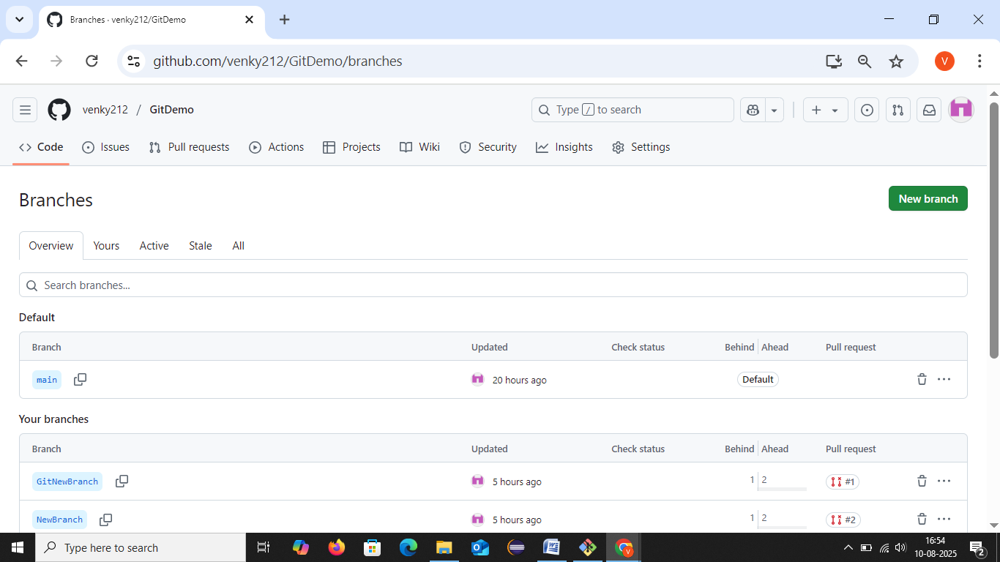 Branches · venky212/GitDemo
github.com/venky212/GitDemo/branches
V
venky212 / GitDemo
Type / to search
Code Issues Pull requests Actions Projects Wiki Security Insights Settings
Branches
New branch
Overview Yours Active Stale All
Search branches...
Default
Branch Updated Check status Behind Ahead Pull request
main 20 hours ago Default
Your branches
Branch Updated Check status Behind Ahead Pull request
GitNewBranch 5 hours ago 1 2 #1
NewBranch 5 hours ago 1 2 #2
Type here to search
W
V
16:54
10-08-2025
2